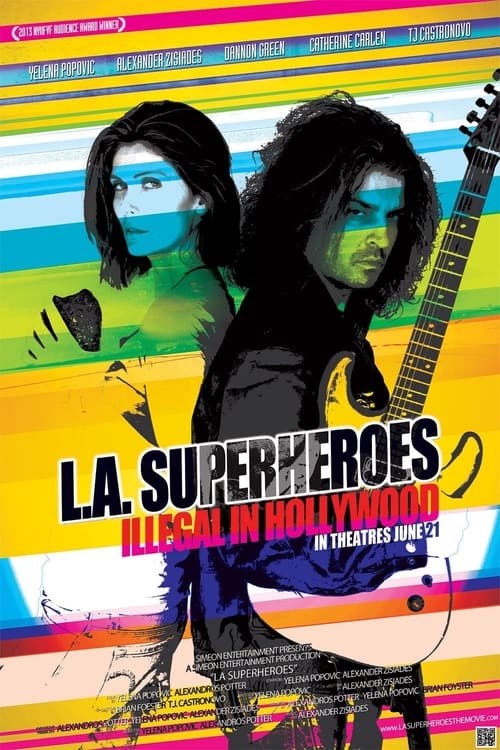 2013 NYNFVF AUDIENCE AWARD WINNER
YELENA POPOVIC ALEXANDER ZISIADES DANNON GREEN CATHERINE CARLEN TJ CASTRONOVO
L.A. SUPERHEROES
ILLEGAL IN HOLLYWOOD
IN THEATRES JUNE 21
SIMEON ENTERTAINMENT PRESENTS
A SIMEON ENTERTAINMENT PRODUCTION
"LA SUPERHEROES"
YELENA POPOVIC ALEXANDROS POTTER YELENA POPOVIC ALEXANDER ZISIADES
BRIAN FOESTER T.J. CASTRONOVO ALEXANDROS POTTER YELENA POPOVIC BRIAN FOYSTER
ALEXANDROS POTTER YELENA POPOVIC ALEXANDER ZISIADES ALEXANDER ZISIADES
YELENA POPOVIC ALEXANDROS POTTER ALEXANDER ZISIADES
WWW.LASUPERHEROESTHEMOVIE.COM